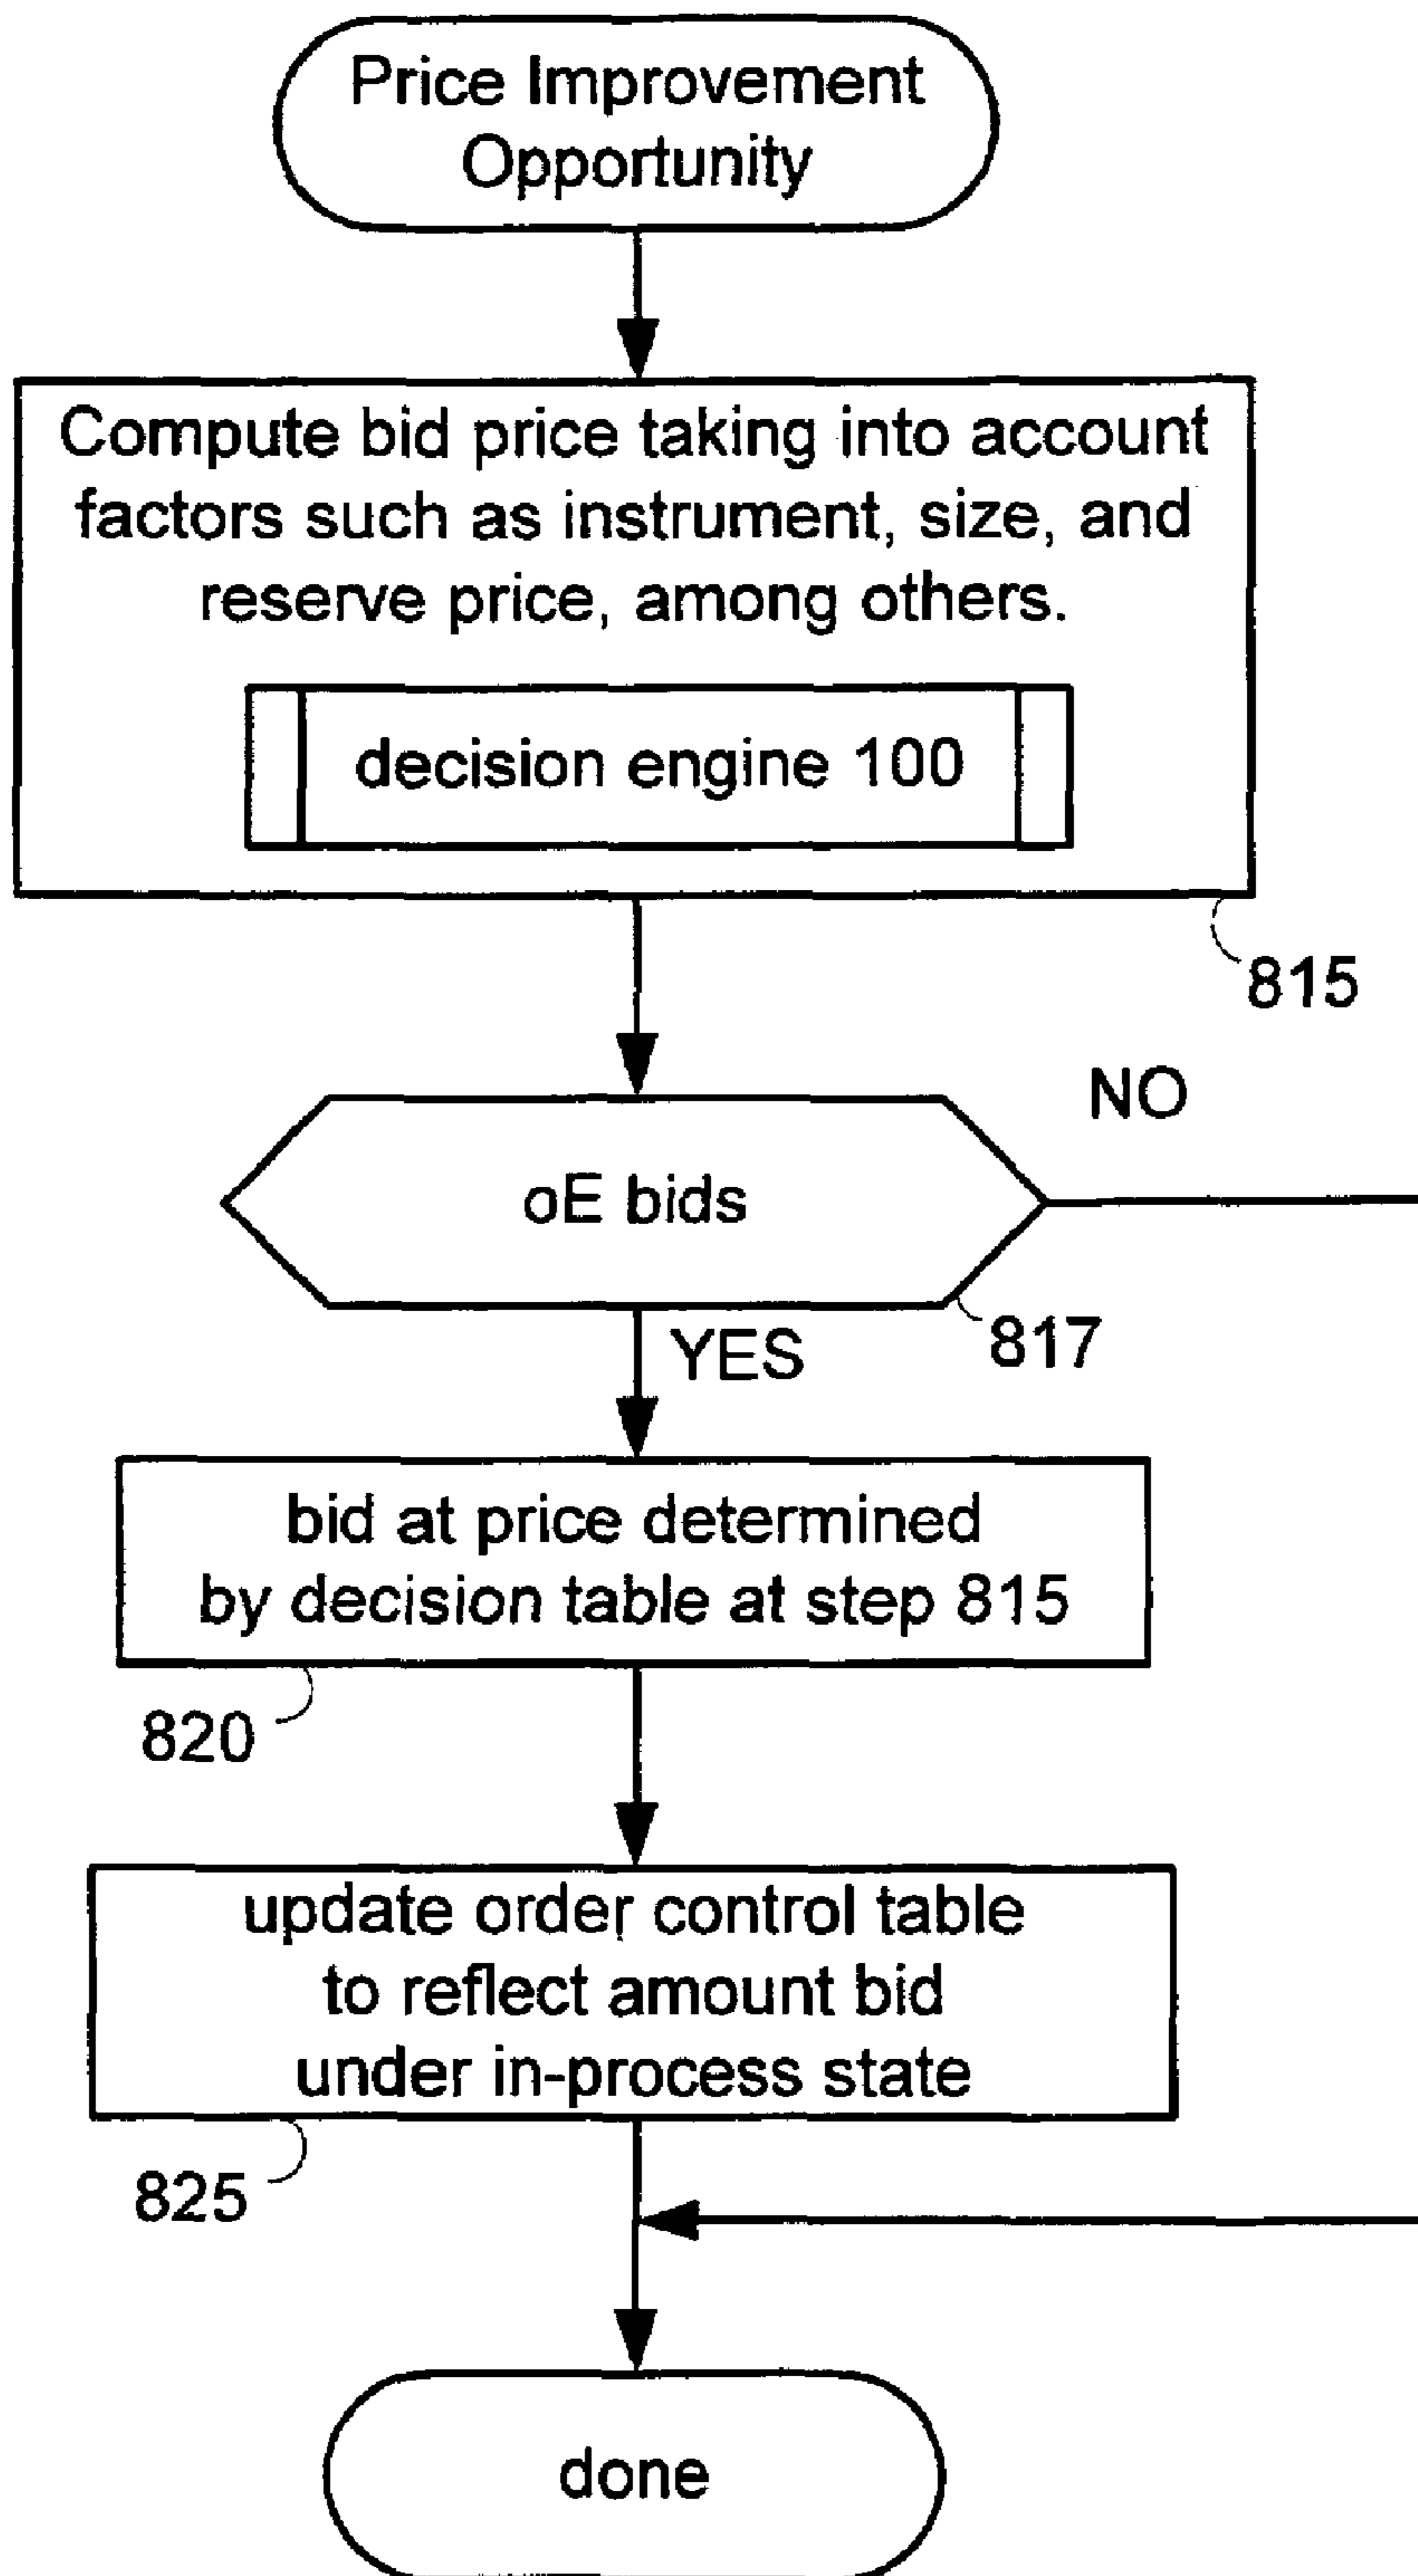 Price Improvement
Opportunity
Compute bid price taking into account
factors such as instrument, size, and
reserve price, among others.
decision engine 100
815
NO
oE bids
817
YES
bid at price determined
by decision table at step 815
820
update order control table
to reflect amount bid
under in-process state
825
done